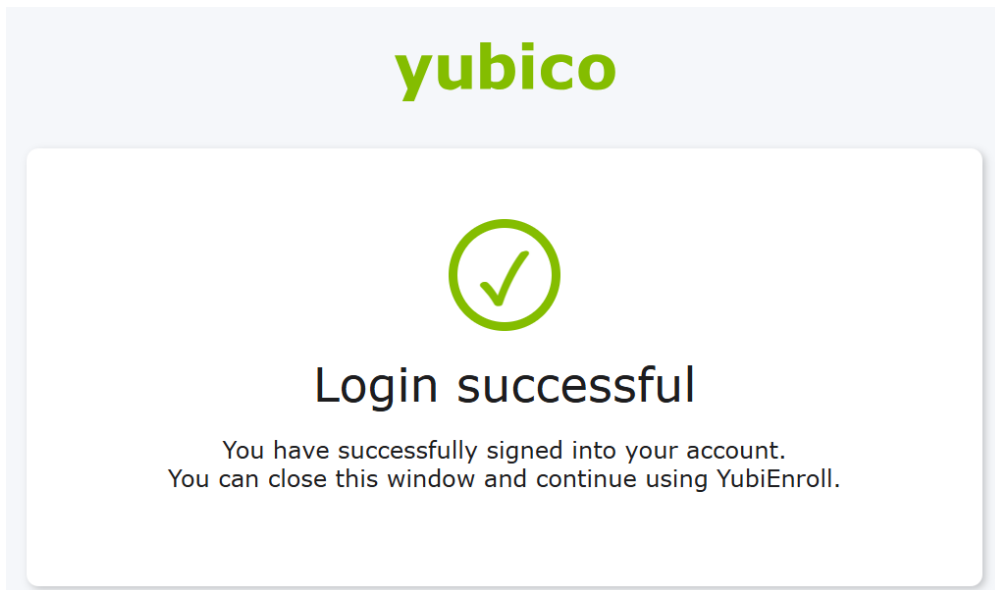 yubico
Login successful
You have successfully signed into your account.
You can close this window and continue using YubiEnroll.